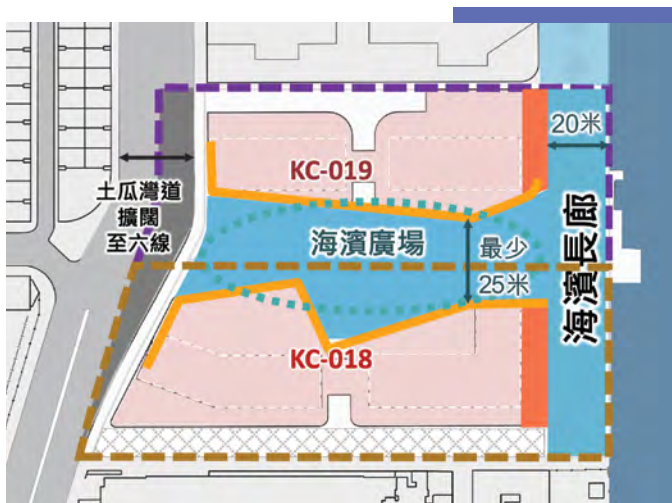 20米
KC-019
土瓜灣道
擴闊
至六線
海濱廣場
最少
25米
海濱長廊
KC-018